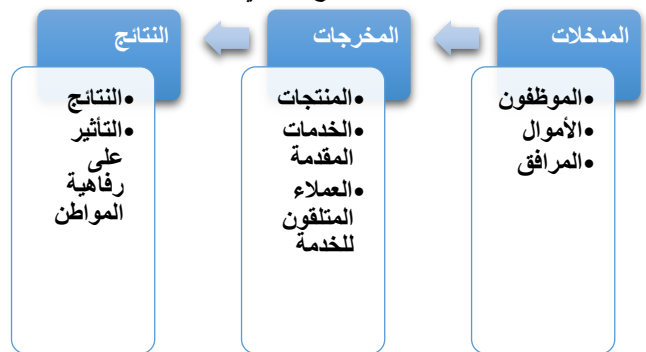 المدخلات
•الموظفون
•الأموال
•المرافق
المخرجات
•المنتجات
•الخدمات
المقدمة
•العملاء
المتلقون
للخدمة
النتائج
•النتائج
•التأثير
على
رفاهية
المواطن